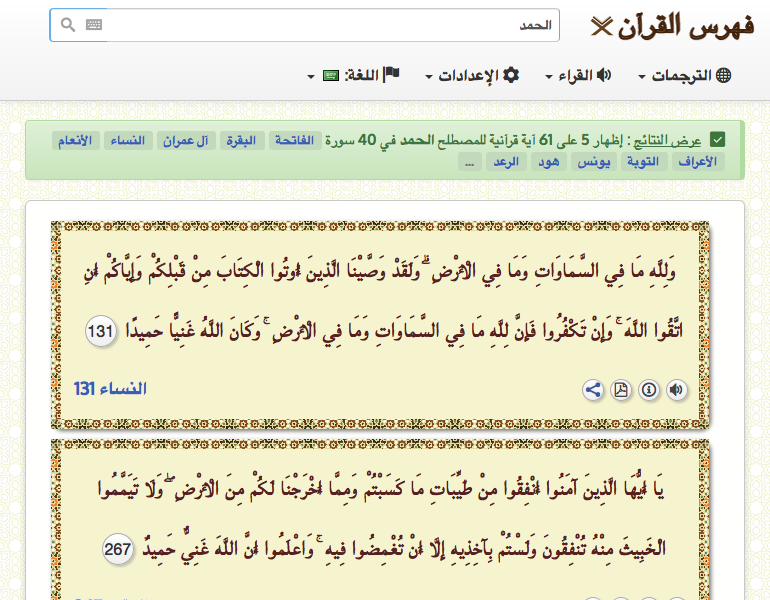 فهرس القرآن
الحمد
الترجمات القراء الإعدادات اللغة:
عرض النتائج : إظهار 5 على 61 آية قرآنية للمصطلح الحمد في 40 سورة الفاتحة البقرة آل عمران النساء الأنعام
الأعراف التوبة يونس هود الرعد ...
وَلِلَّهِ مَا فِي السَّمَاوَاتِ وَمَا فِي الْأَرْضِ ۗ وَلَقَدْ وَصَّيْنَا الَّذِينَ أُوتُوا الْكِتَابَ مِنْ قَبْلِكُمْ وَإِيَّاكُمْ أَنِ
اتَّقُوا اللَّهَ ۚ وَإِنْ تَكْفُرُوا فَإِنَّ لِلَّهِ مَا فِي السَّمَاوَاتِ وَمَا فِي الْأَرْضِ ۚ وَكَانَ اللَّهُ غَنِيًّا حَمِيدًا 131
النساء 131
يَا أَيُّهَا الَّذِينَ آمَنُوا أَنْفِقُوا مِنْ طَيِّبَاتِ مَا كَسَبْتُمْ وَمِمَّا أَخْرَجْنَا لَكُمْ مِنَ الْأَرْضِ ۖ وَلَا تَيَمَّمُوا
الْخَبِيثَ مِنْهُ تُنْفِقُونَ وَلَسْتُمْ بِآخِذِيهِ إِلَّا أَنْ تُغْمِضُوا فِيهِ ۚ وَاعْلَمُوا أَنَّ اللَّهَ غَنِيٌّ حَمِيدٌ 267